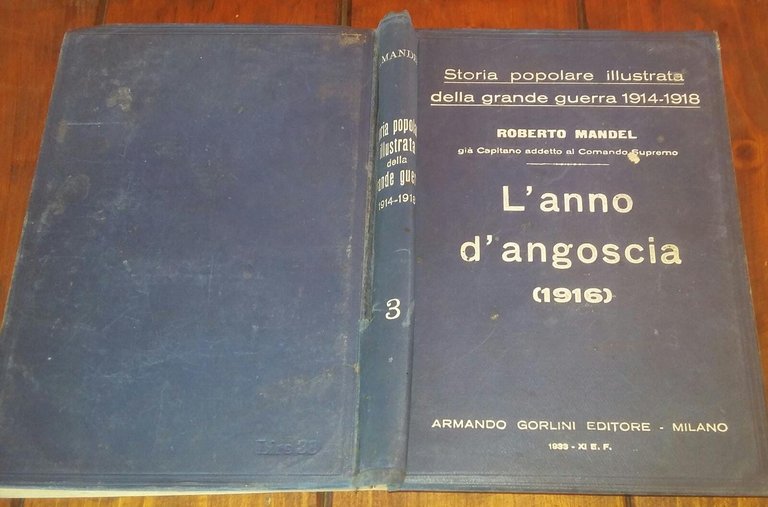 MANDE
ria popola
illustrata
della
ande guer
1914-1918
3
Storia popolare illustrata
della grande guerra 1914-1918
ROBERTO MANDEL
già Capitano addetto al Comando Supremo
L'anno
d'angoscia
(1916)
ARMANDO GORLINI EDITORE - MILANO
1933 - XI E. F.